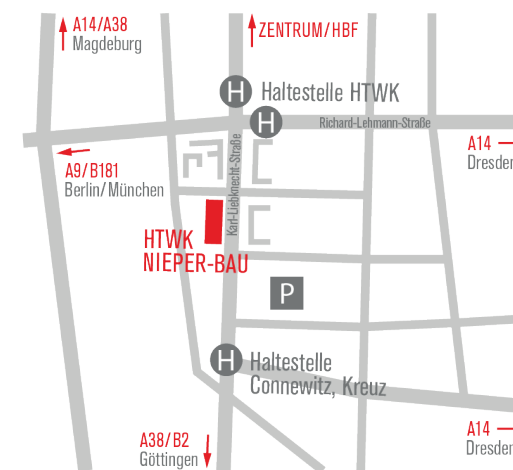 A14/A38
Magdeburg
ZENTRUM/HBF
H
Haltestelle HTWK
H
Richard-Lehmann-Straße
A14
Dresden
A9/B181
Berlin/München
Karl-Liebknecht-Straße
HTWK
NIEPER-BAU
P
H
Haltestelle
Connewitz, Kreuz
A38/B2
Göttingen
A14
Dresden